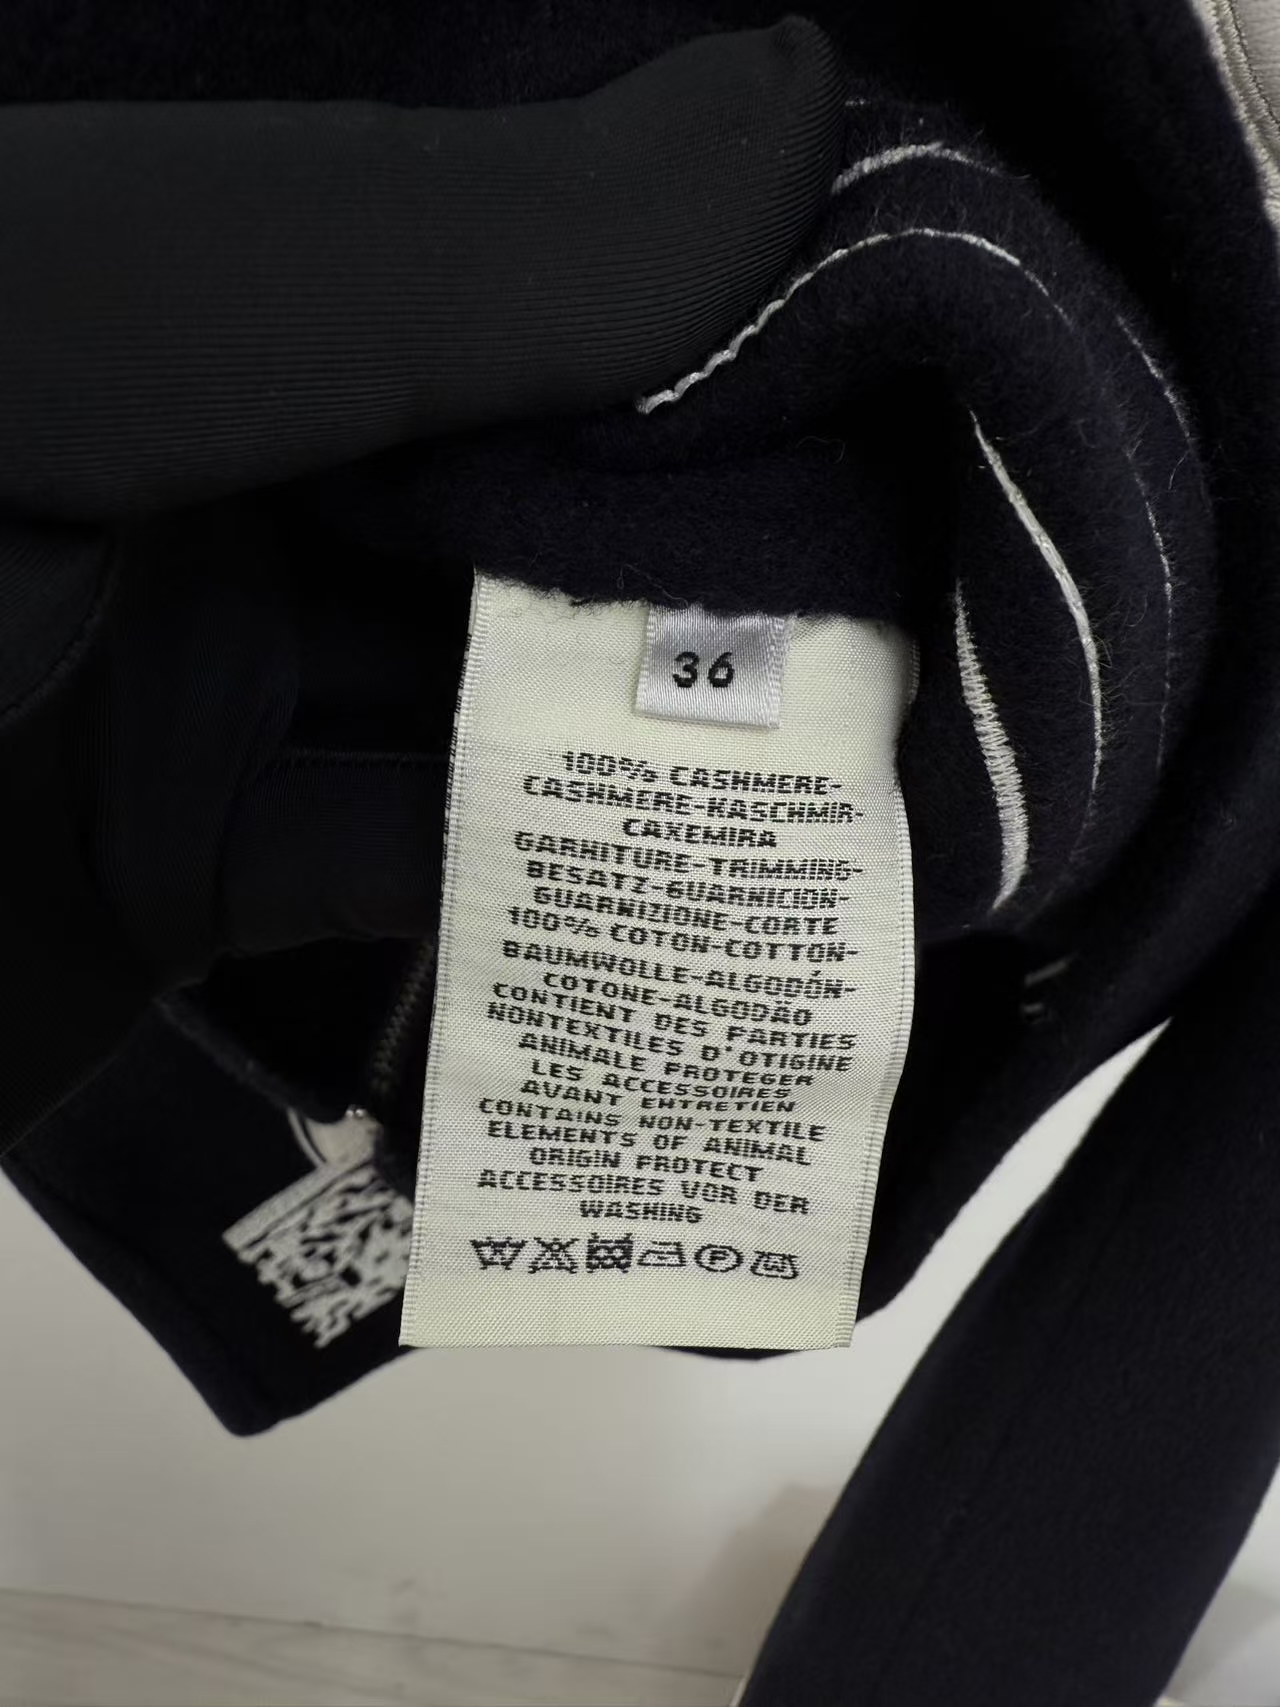 36
100% CASHMERE-
CASHMERE-KASCHMIR-
CAXEMIRA
GARNITURE-TRIMMING-
BESATZ-GUARNICION-
GUARNIZIONE-CORTE
100% COTON-COTTON-
BAUMWOLLE-ALGODÓN-
COTONE-ALGODÃO
CONTIENT DES PARTIES
NONTEXTILES D'OTIGINE
ANIMALE PROTEGER
LES ACCESSOIRES
AVANT ENTRETIEN
CONTAINS NON-TEXTILE
ELEMENTS OF ANIMAL
ORIGIN PROTECT
ACCESSOIRES VOR DER
WASHING
F